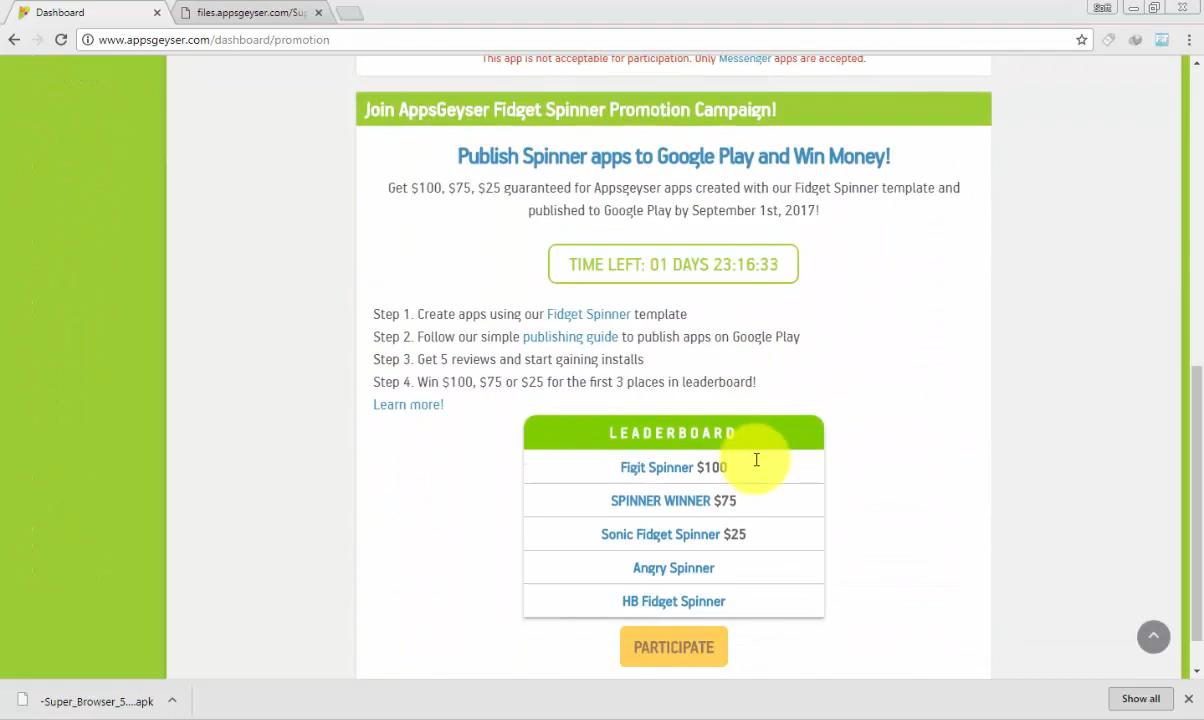 Dashboard
files.appsgeyser.com/Su
Soft
www.appsgeyser.com/dashboard/promotion
This app is not acceptable for participation. Only Messenger apps are accepted.
Join AppsGeyser Fidget Spinner Promotion Campaign!
Publish Spinner apps to Google Play and Win Money!
Get $100, $75, $25 guaranteed for Appsgeyser apps created with our Fidget Spinner template and
published to Google Play by September 1st, 2017!
TIME LEFT: 01 DAYS 23:16:33
Step 1. Create apps using our Fidget Spinner template
Step 2. Follow our simple publishing guide to publish apps on Google Play
Step 3. Get 5 reviews and start gaining installs
Step 4. Win $100, $75 or $25 for the first 3 places in leaderboard!
Learn more!
LEADERBOARD
Figit Spinner $100
SPINNER WINNER $75
Sonic Fidget Spinner $25
Angry Spinner
HB Fidget Spinner
PARTICIPATE
-Super_Browser_5....apk
Show all